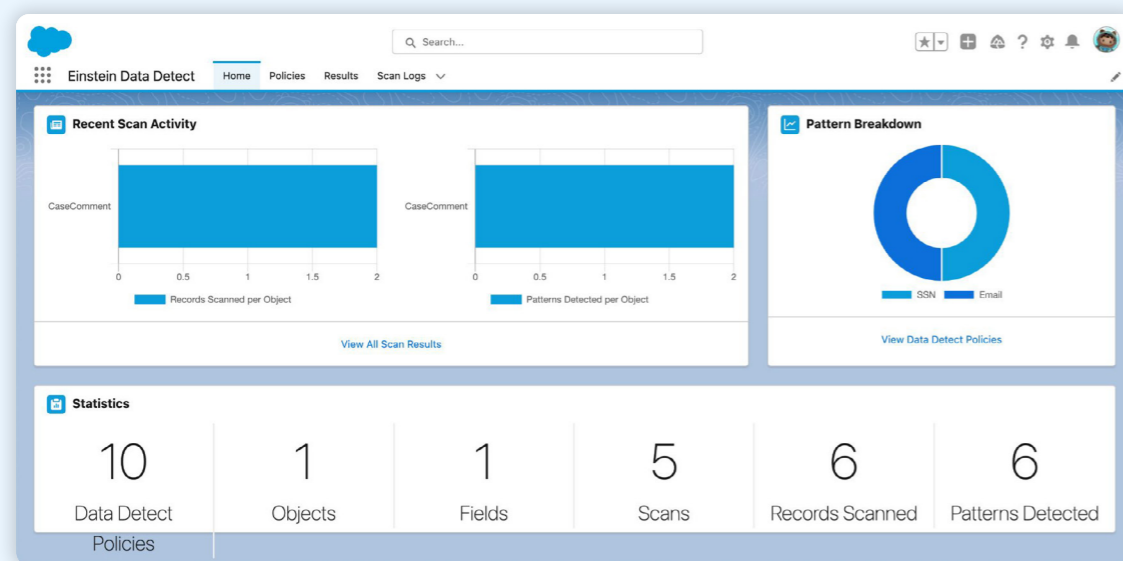 Search...
Einstein Data Detect Home Policies Results Scan Logs
Recent Scan Activity
CaseComment
0 0.5 1 1.5 2
Records Scanned per Object
CaseComment
0 0.5 1 1.5 2
Patterns Detected per Object
View All Scan Results
Pattern Breakdown
SSN Email
View Data Detect Policies
Statistics
10 1 1 5 6 6
Data Detect Objects Fields Scans Records Scanned Patterns Detected
Policies